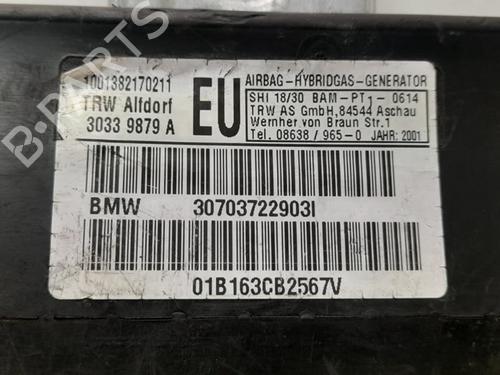 B-PARTS
1001382170211
TRW Alfdorf
3033 9879 A
EU
AIRBAG-HYBRIDGAS-GENERATOR
SHI 18/30 BAM-PT1-0614
TRW AS GmbH,84544 Aschau
Wernher von Braun Str.1
Tel. 08638/965-0 JAHR:2001
BMW 30703722903I
01B163CB2567V